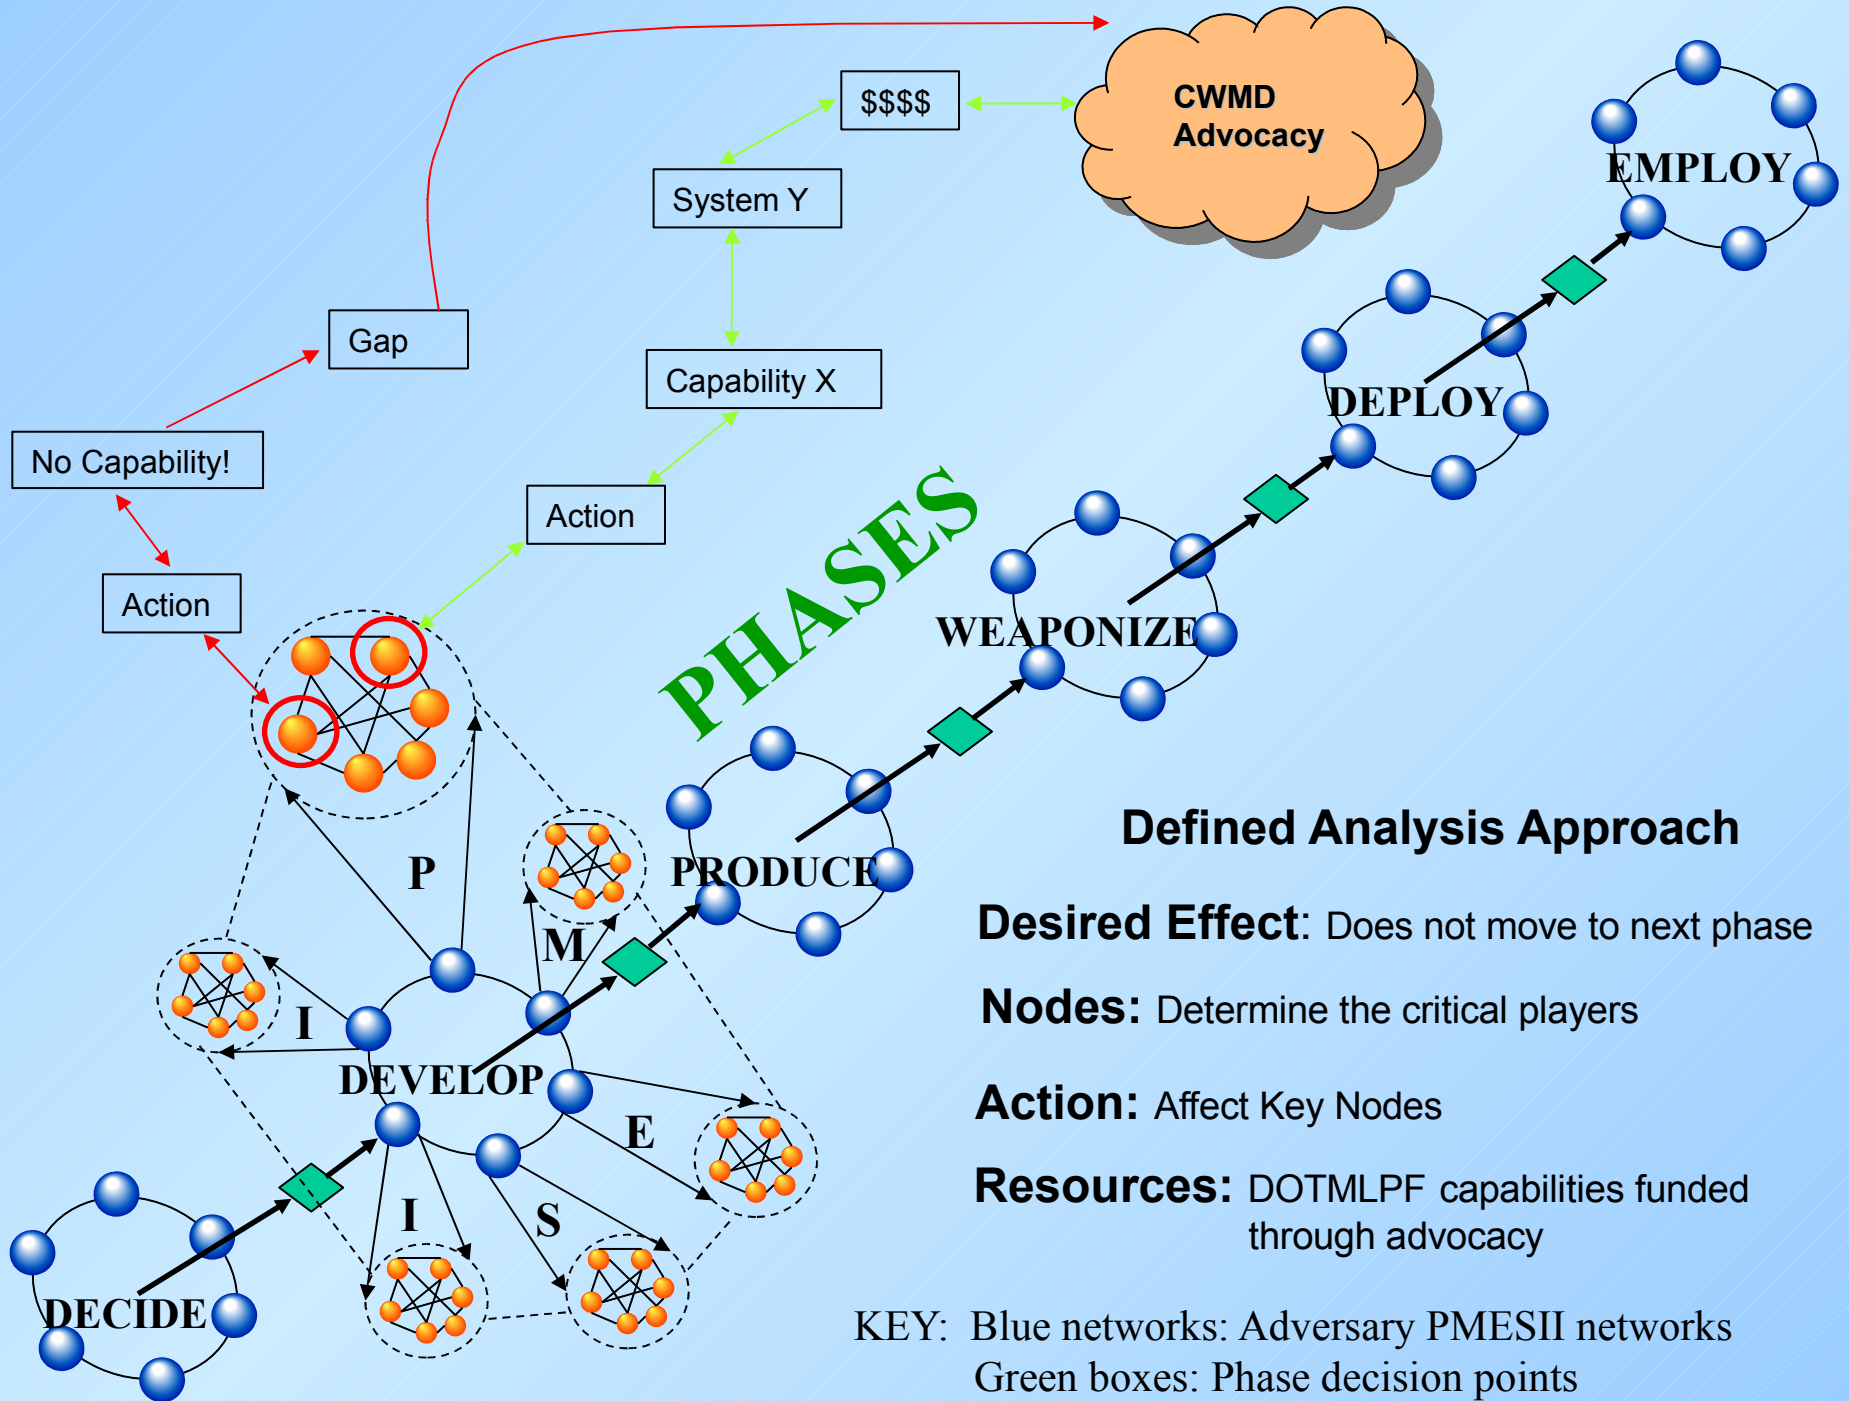 $$$$
CWMD
Advocacy
EMPLOY
System Y
Gap
Capability X
DEPLOY
No Capability!
Action
PHASES
Action
WEAPONIZE
P
PRODUCE
Defined Analysis Approach
M
Desired Effect: Does not move to next phase
I
Nodes: Determine the critical players
DEVELOP
Action: Affect Key Nodes
E
Resources: DOTMLPF capabilities funded
through advocacy
I
S
DECIDE
KEY: Blue networks: Adversary PMESII networks
Green boxes: Phase decision points